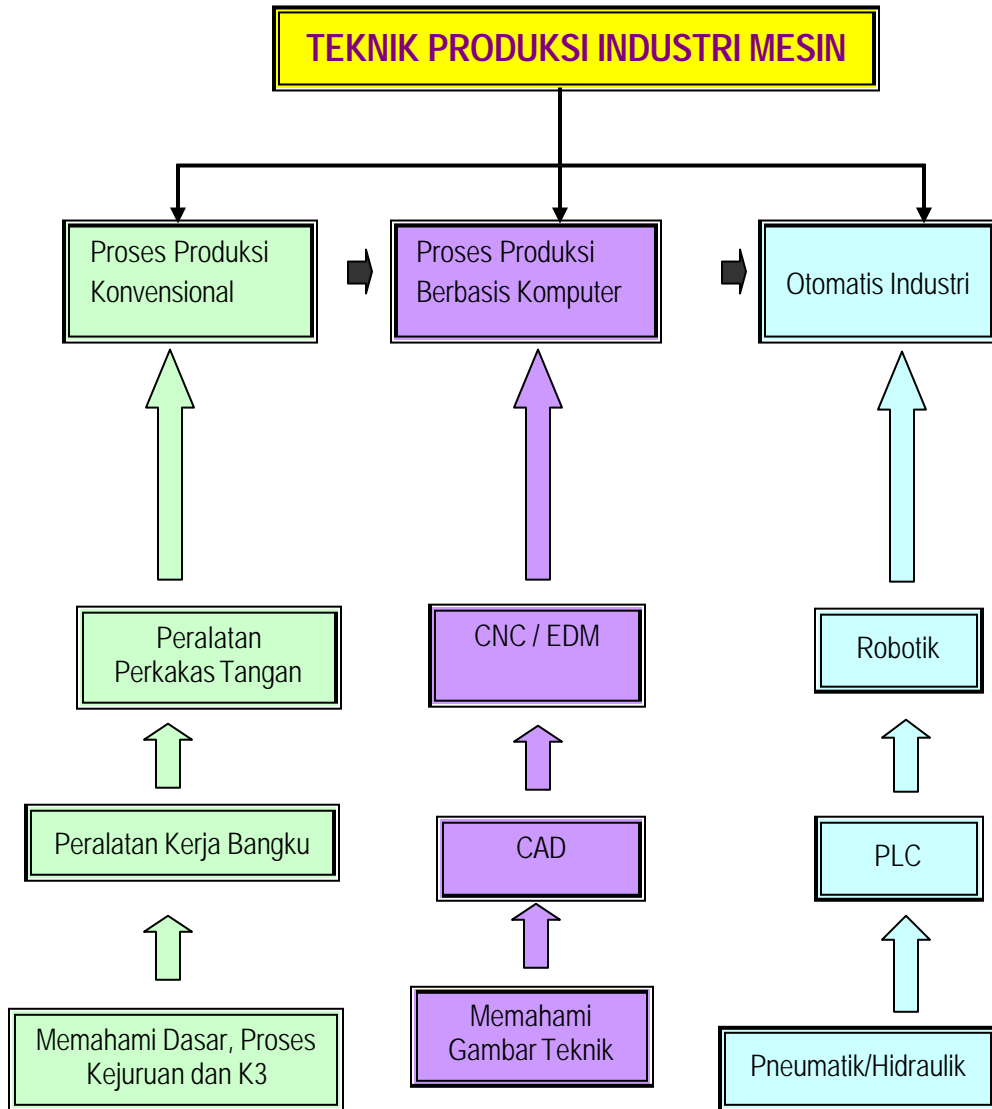 TEKNIK PRODUKSI INDUSTRI MESIN
Proses Produksi
Konvensional
Proses Produksi
Berbasis Komputer
Otomatis Industri
Peralatan
Perkakas Tangan
CNC / EDM
Robotik
Peralatan Kerja Bangku
CAD
PLC
Memahami Dasar, Proses
Kejuruan dan K3
Memahami
Gambar Teknik
Pneumatik/Hidraulik